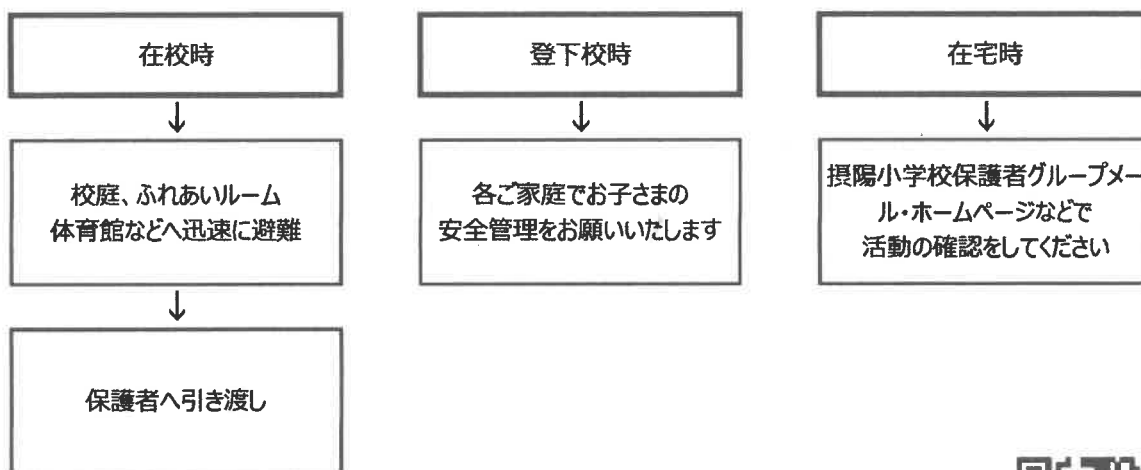 在校時
校庭、ふれあいルーム
体育館などへ迅速に避難
保護者へ引き渡し
登下校時
各ご家庭でお子さまの
安全管理をお願いいたします
在宅時
摂陽小学校保護者グループメー
ル・ホームページなどで
活動の確認をしてください